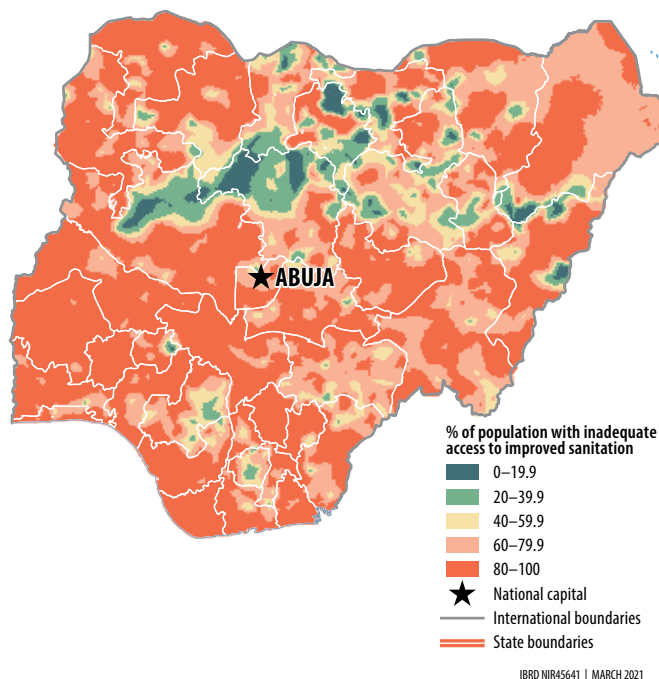 ABUJA
% of population with inadequate
access to improved sanitation
0–19.9
20–39.9
40–59.9
60–79.9
80–100
National capital
International boundaries
State boundaries
IBRD NIR45641 | MARCH 2021